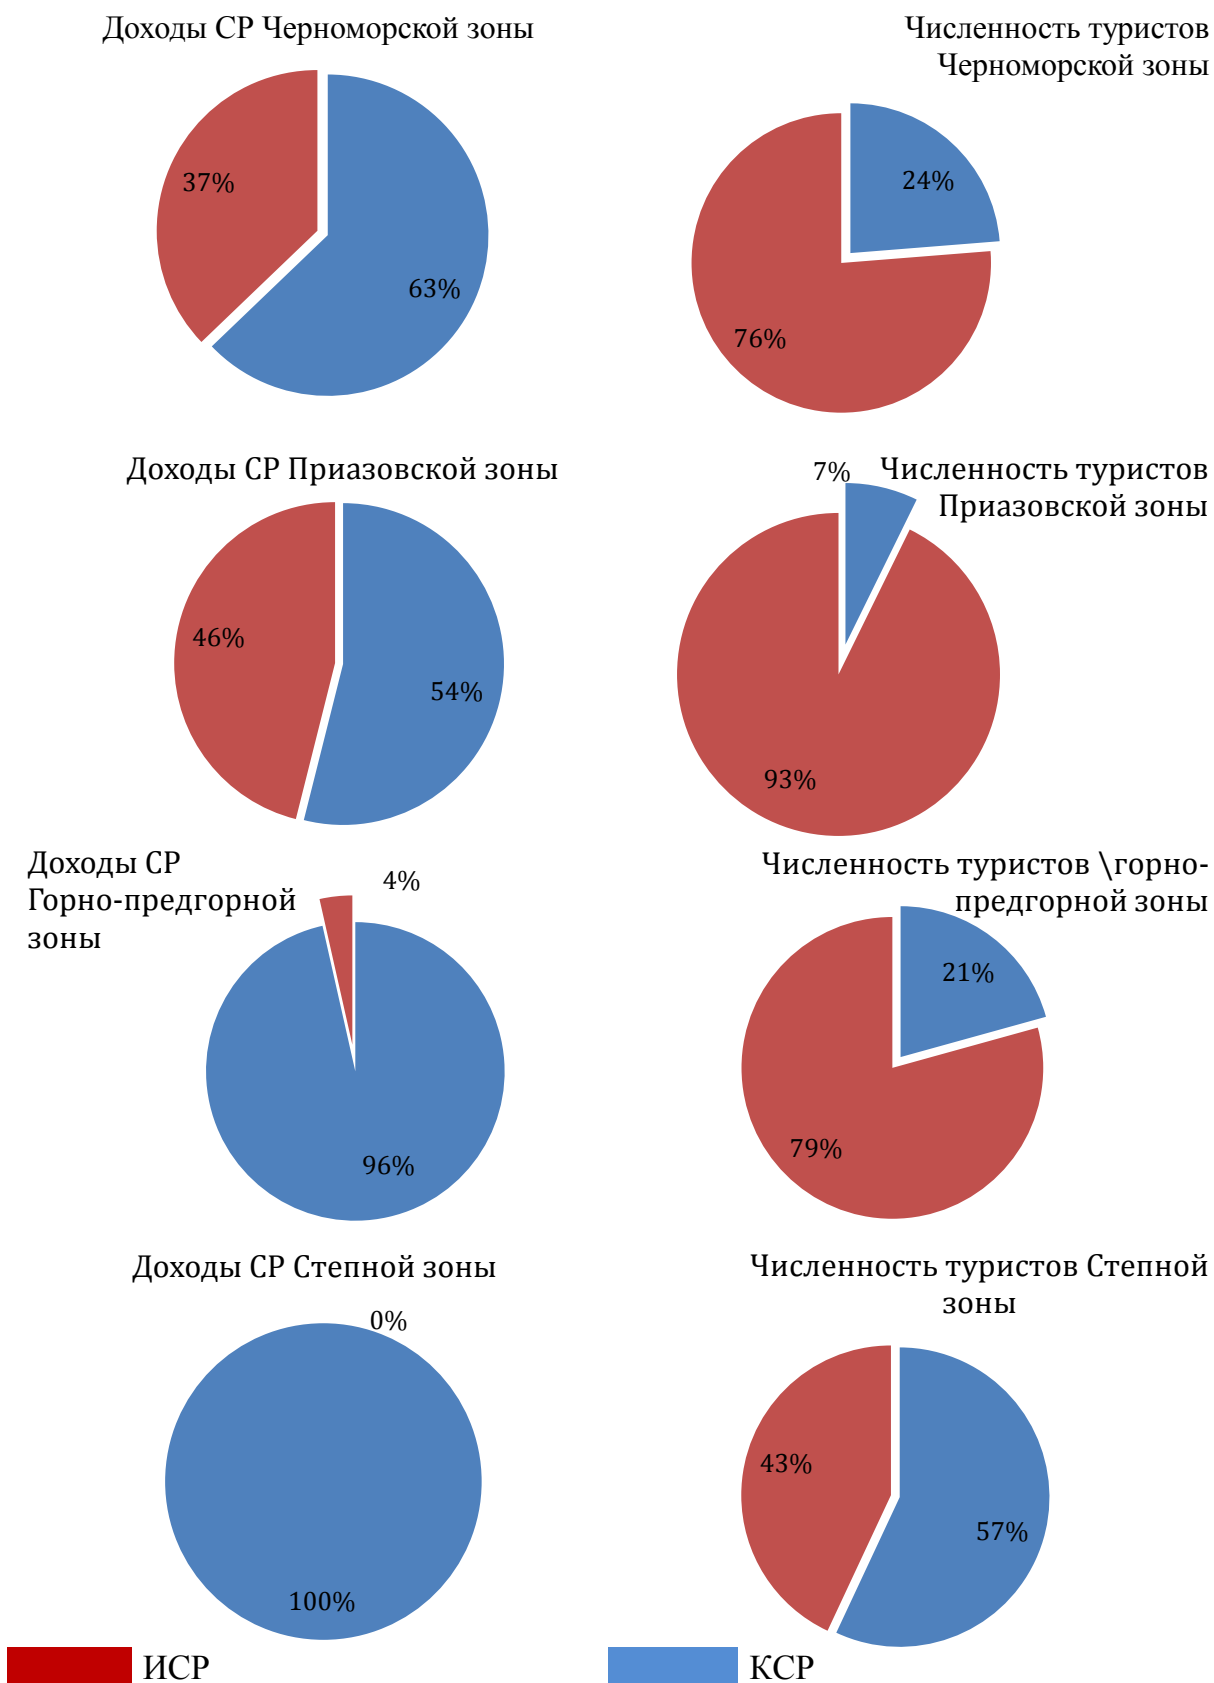 Доходы СР Черноморской зоны
37%
63%
Численность туристов
Черноморской зоны
24%
76%
Доходы СР Приазовской зоны
46%
54%
7%
Численность туристов
Приазовской зоны
93%
Доходы СР
Горно-предгорной
зоны
4%
96%
Численность туристов \горно-
предгорной зоны
21%
79%
Доходы СР Степной зоны
0%
100%
Численность туристов Степной
зоны
43%
57%
ИСР
КСР